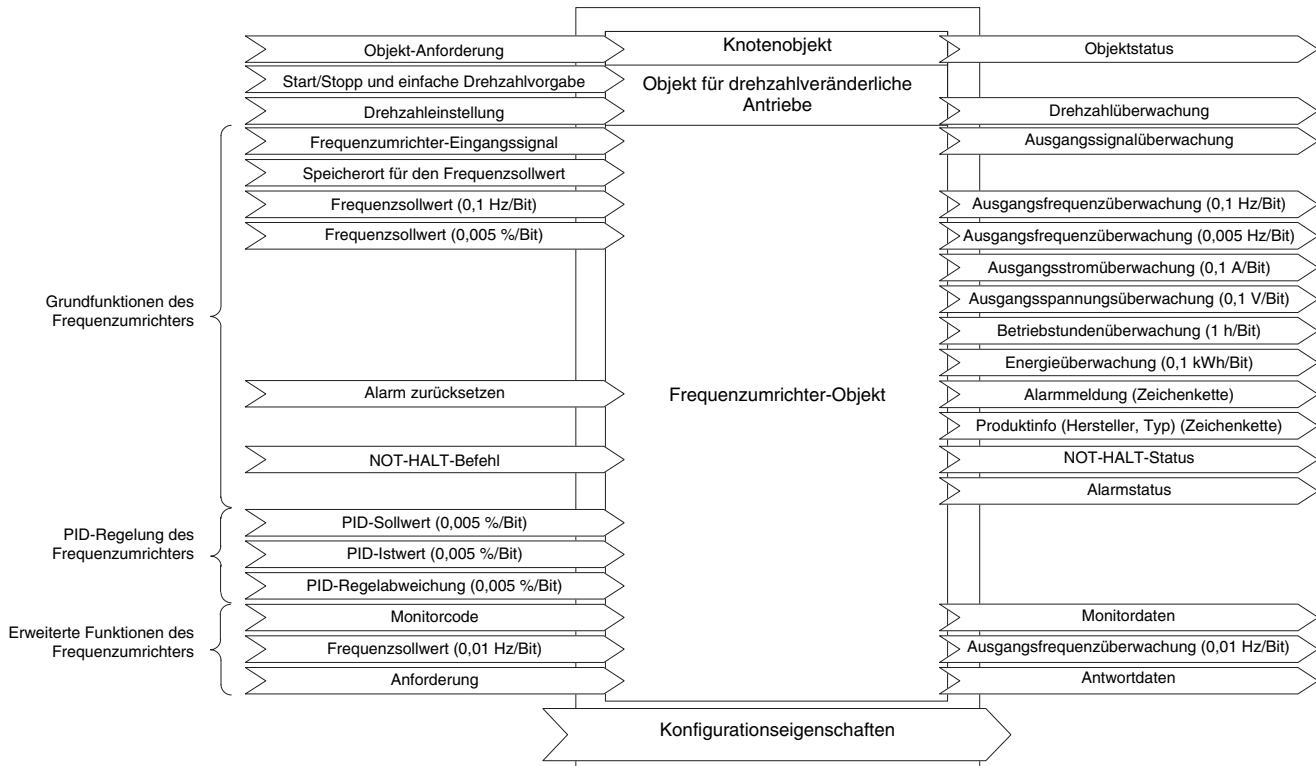 Objekt-Anforderung
Knotenobjekt
Objektstatus
Start/Stopp und einfache Drehzahlvorgabe
Objekt für drehzahlveränderliche
Antriebe
Drehzahleinstellung
Drehzahlüberwachung
Frequenzumrichter-Eingangssignal
Ausgangssignalüberwachung
Speicherort für den Frequenzsollwert
Frequenzsollwert (0,1 Hz/Bit)
Ausgangsfrequenzüberwachung (0,1 Hz/Bit)
Frequenzsollwert (0,005 %/Bit)
Ausgangsfrequenzüberwachung (0,005 Hz/Bit)
Ausgangsstromüberwachung (0,1 A/Bit)
Grundfunktionen des
Frequenzumrichters
Ausgangsspannungsüberwachung (0,1 V/Bit)
Betriebstundenüberwachung (1 h/Bit)
Energieüberwachung (0,1 kWh/Bit)
Alarm zurücksetzen
Frequenzumrichter-Objekt
Alarmmeldung (Zeichenkette)
Produktinfo (Hersteller, Typ) (Zeichenkette)
NOT-HALT-Befehl
NOT-HALT-Status
Alarmstatus
PID-Regelung des
Frequenzumrichters
PID-Sollwert (0,005 %/Bit)
PID-Istwert (0,005 %/Bit)
PID-Regelabweichung (0,005 %/Bit)
Erweiterte Funktionen des
Frequenzumrichters
Monitorcode
Monitordaten
Frequenzsollwert (0,01 Hz/Bit)
Ausgangsfrequenzüberwachung (0,01 Hz/Bit)
Anforderung
Antwortdaten
Konfigurationseigenschaften